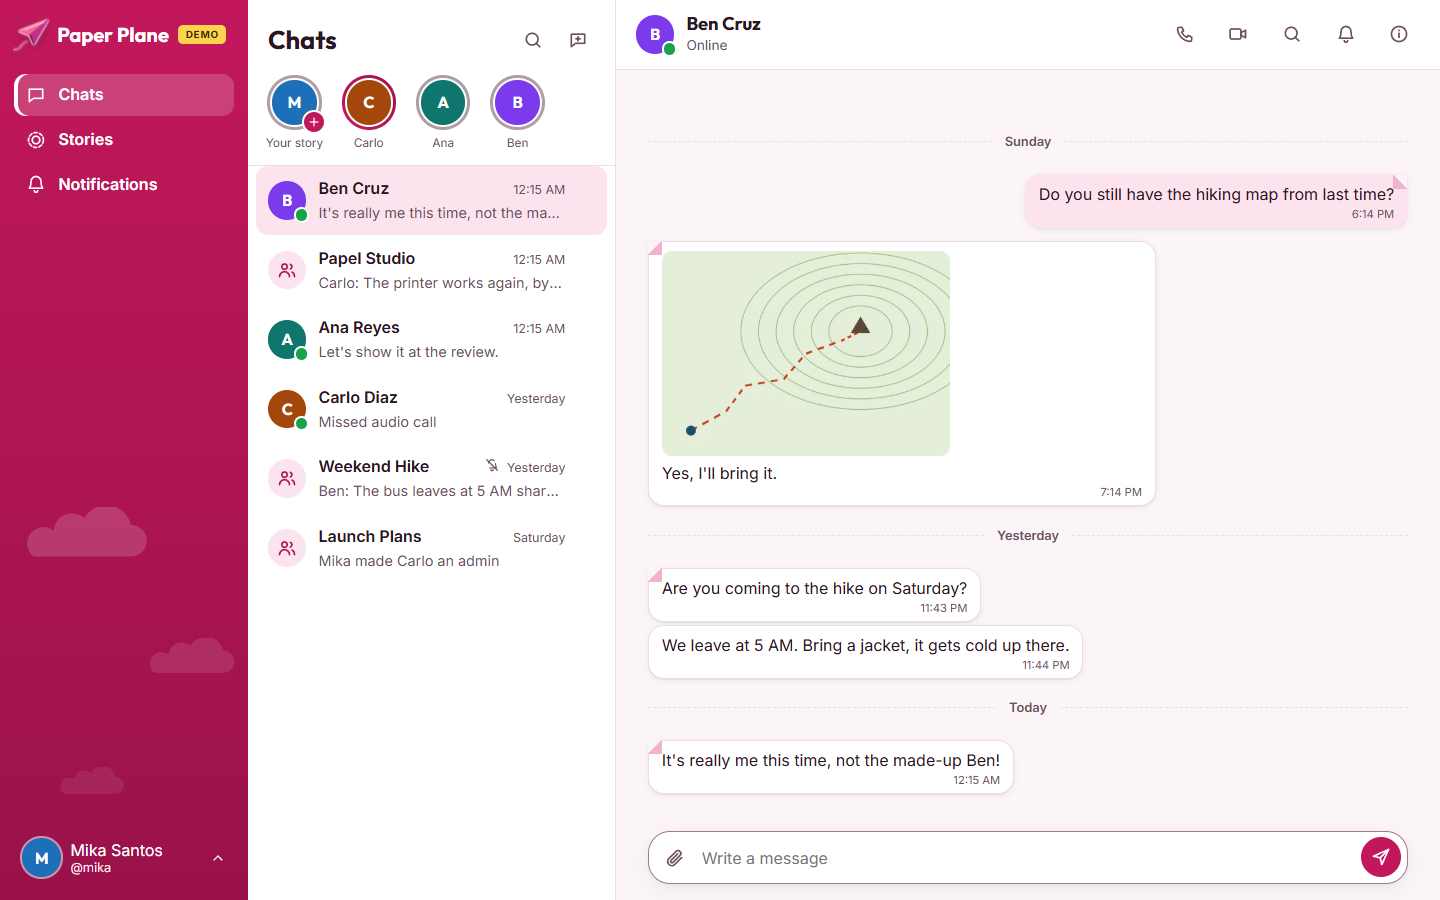 Paper Plane DEMO
Chats
Stories
Notifications
M Mika Santos
@mika
Chats
M C A B
Your story Carlo Ana Ben
B Ben Cruz 12:15 AM
It's really me this time, not the ma...
Papel Studio 12:15 AM
Carlo: The printer works again, by...
A Ana Reyes 12:15 AM
Let's show it at the review.
C Carlo Diaz Yesterday
Missed audio call
Weekend Hike Yesterday
Ben: The bus leaves at 5 AM shar...
Launch Plans Saturday
Mika made Carlo an admin
B Ben Cruz
Online
Sunday
Do you still have the hiking map from last time?
6:14 PM
Yes, I'll bring it.
7:14 PM
Yesterday
Are you coming to the hike on Saturday?
11:43 PM
We leave at 5 AM. Bring a jacket, it gets cold up there.
11:44 PM
Today
It's really me this time, not the made-up Ben!
12:15 AM
Write a message